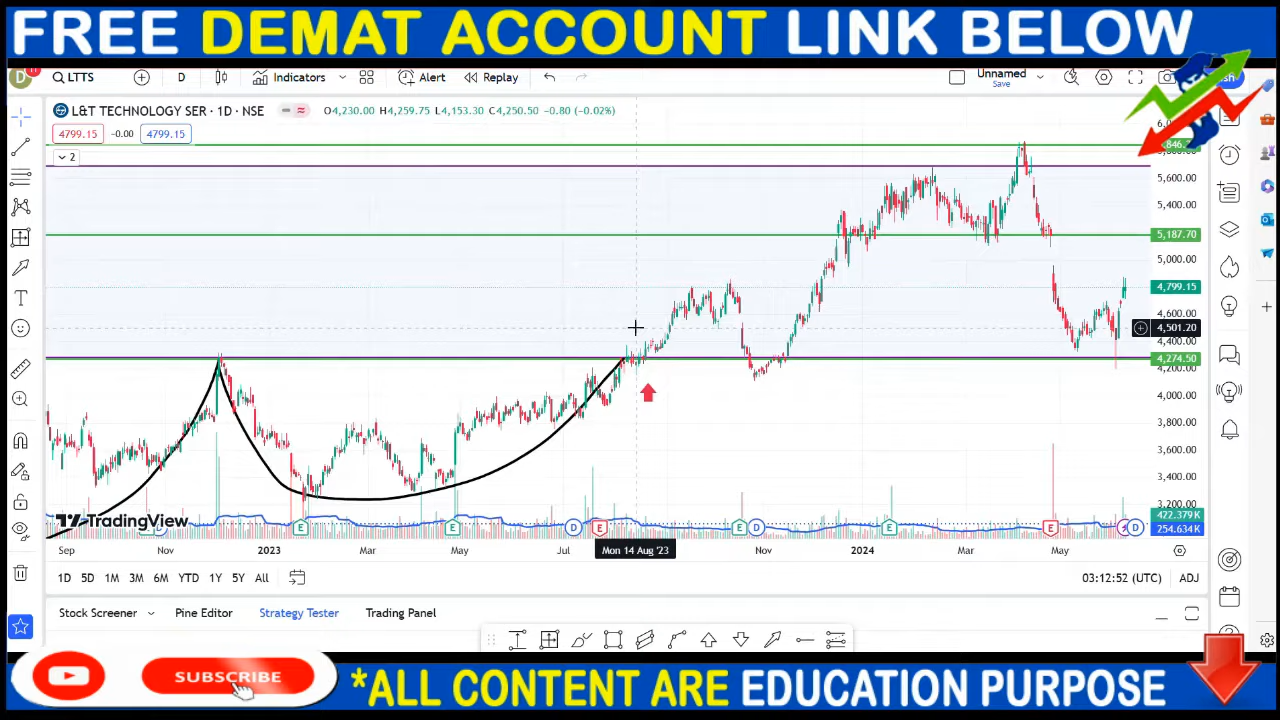 FREE DEMAT ACCOUNT LINK BELOW
D 11 LTTS D Indicators Alert Replay Unnamed
Save
L&T TECHNOLOGY SER · 1D · NSE O4,230.00 H4,259.75 L4,153.30 C4,250.50 -0.80 (-0.02%)
4799.15 -0.00 4799.15
2
5,600.00
5,400.00
5,187.70
5,000.00
4,799.15
4,600.00
4,501.20
4,400.00
4,274.50
4,200.00
4,000.00
3,800.00
3,600.00
3,400.00
3,200.00
422.379K
254.634K
TradingView
E E D E E D E E D
Sep Nov 2023 Mar May Jul Mon 14 Aug '23 Nov 2024 Mar May
1D 5D 1M 3M 6M YTD 1Y 5Y All 03:12:52 (UTC) ADJ
Stock Screener Pine Editor Strategy Tester Trading Panel
SUBSCRIBE
*ALL CONTENT ARE EDUCATION PURPOSE